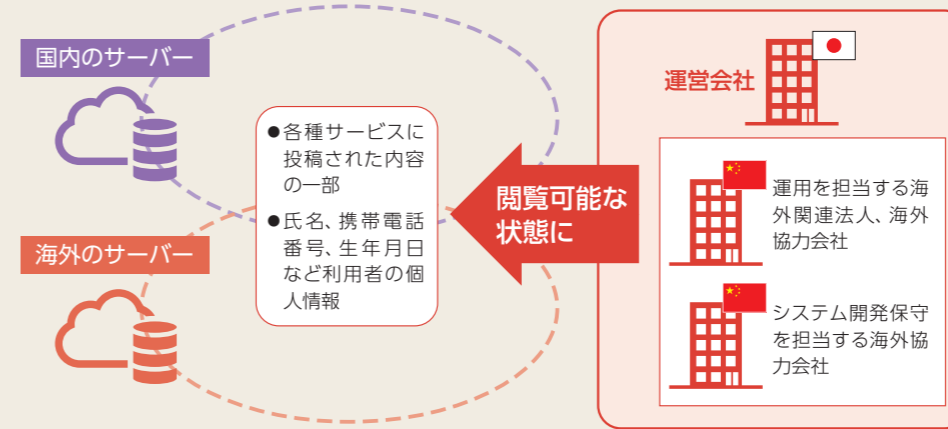 国内のサーバー
海外のサーバー
●各種サービスに
投稿された内容
の一部
●氏名、携帯電話
番号、生年月日
など利用者の個
人情報
閲覧可能な
状態に
運営会社
運用を担当する海
外関連法人、海外
協力会社
システム開発保守
を担当する海外協
力会社